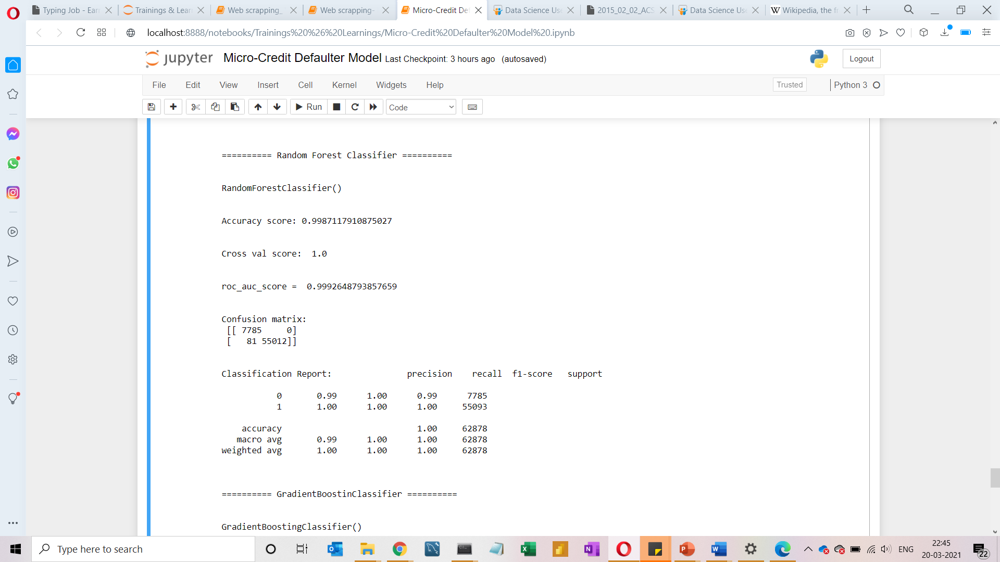 Typing Job - Ear
Trainings & Lear
Web scrapping_
Web scrapping-
Micro-Credit Def
Data Science Use
2015_02_02_ACS
Data Science Use
Wikipedia, the fr
localhost:8888/notebooks/Trainings%20%26%20Learnings/Micro-Credit%20Defaulter%20Model%20.ipynb
jupyter Micro-Credit Defaulter Model Last Checkpoint: 3 hours ago (autosaved)
Logout
File Edit View Insert Cell Kernel Widgets Help
Trusted
Python 3
Run
Code
========== Random Forest Classifier ==========
RandomForestClassifier()
Accuracy score: 0.9987117910875027
Cross val score:  1.0
roc_auc_score =  0.9992648793857659
Confusion matrix:
[[ 7785     0]
[   81 55012]]
Classification Report:               precision    recall  f1-score   support
0       0.99      1.00      0.99      7785
1       1.00      1.00      1.00     55093
accuracy                           1.00     62878
macro avg       0.99      1.00      1.00     62878
weighted avg       1.00      1.00      1.00     62878
========== GradientBoostinClassifier ==========
GradientBoostingClassifier()
Type here to search
ENG
22:45
20-03-2021
22